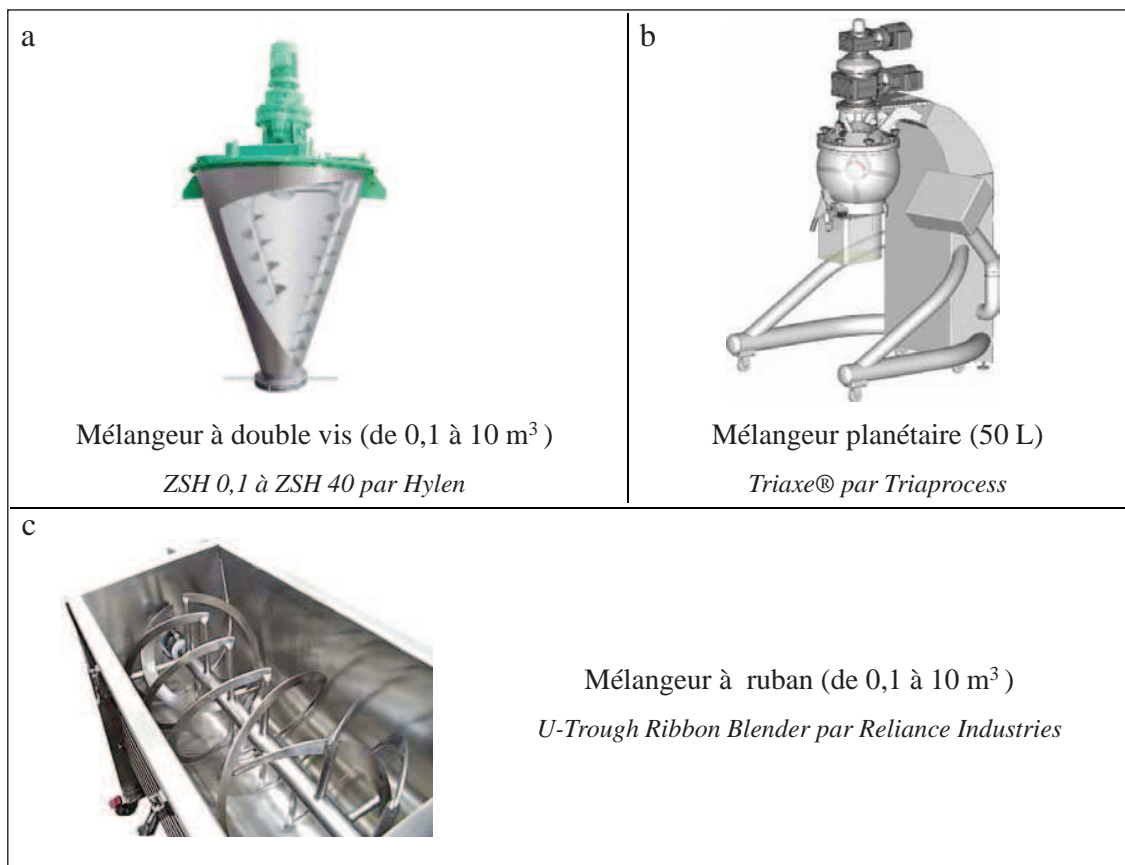 a
Mélangeur à double vis (de 0,1 à 10 m³ )
ZSH 0,1 à ZSH 40 par Hylen
b
Mélangeur planétaire (50 L)
Triaxe® par Triaprocess
c
Mélangeur à ruban (de 0,1 à 10 m³ )
U-Trough Ribbon Blender par Reliance Industries